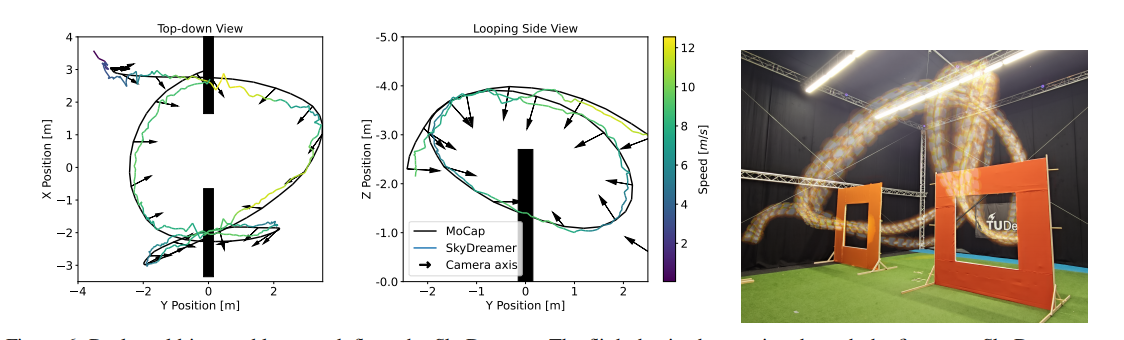 Top-down View
4
3
2
1
0
−1
−2
−3
X Position [m]
−4
−2
0
2
Y Position [m]
Looping Side View
-5.0
-4.0
-3.0
-2.0
-1.0
-0.0
Z Position [m]
MoCap
SkyDreamer
Camera axis
−2
−1
0
1
2
Y Position [m]
12
10
8
6
4
2
Speed [m/s]
TUDe